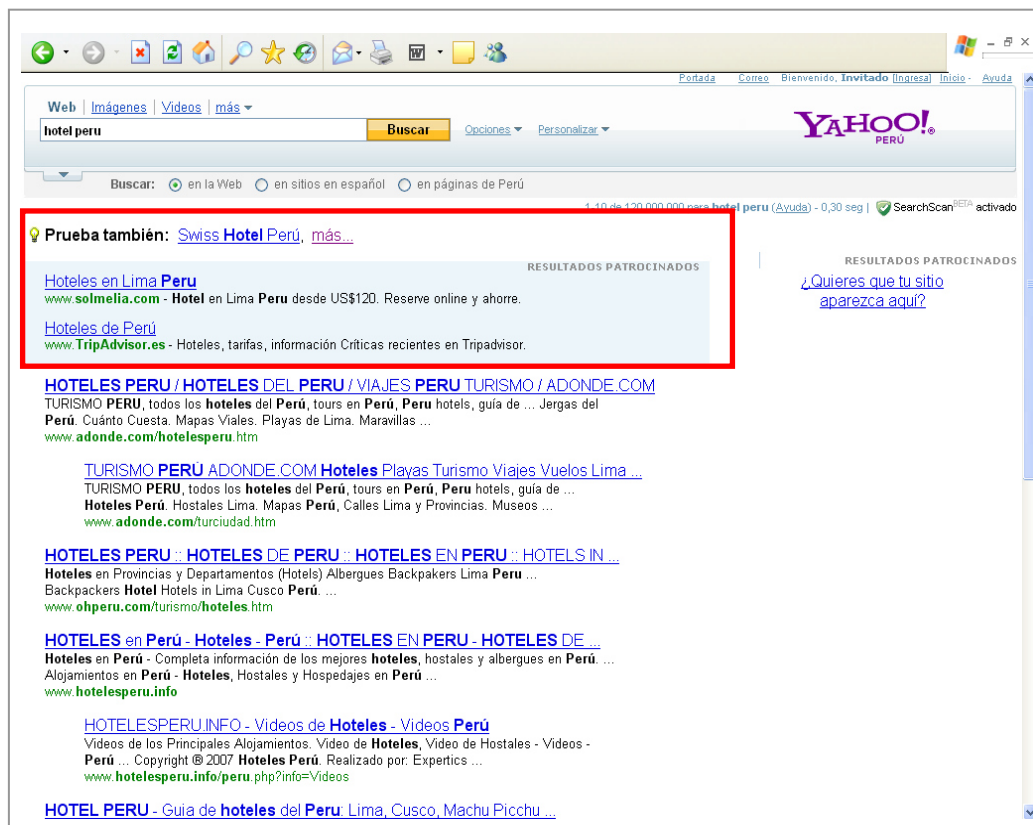 Portada Correo Bienvenido, Invitado [Ingresa] Inicio - Ayuda
Web | Imágenes | Videos | más
hotel peru Buscar Opciones Personalizar
YAHOO!®
PERÚ
Buscar: en la Web en sitios en español en páginas de Perú
1-10 de 120.000.000 para hotel peru (Ayuda) - 0,30 seg | SearchScan BETA activado
Prueba también: Swiss Hotel Perú, más...
RESULTADOS PATROCINADOS
Hoteles en Lima Peru
www.solmelia.com - Hotel en Lima Peru desde US$120. Reserve online y ahorre.
Hoteles de Perú
www.TripAdvisor.es - Hoteles, tarifas, información Críticas recientes en Tripadvisor.
RESULTADOS PATROCINADOS
¿Quieres que tu sitio
aparezca aquí?
HOTELES PERU / HOTELES DEL PERU / VIAJES PERU TURISMO / ADONDE.COM
TURISMO PERU, todos los hoteles del Perú, tours en Perú, Peru hotels, guía de ... Jergas del
Perú. Cuánto Cuesta. Mapas Viales. Playas de Lima. Maravillas ...
www.adonde.com/hotelesperu.htm
TURISMO PERÚ ADONDE.COM Hoteles Playas Turismo Viajes Vuelos Lima ...
TURISMO PERU, todos los hoteles del Perú, tours en Perú, Peru hotels, guía de ...
Hoteles Perú. Hostales Lima. Mapas Perú, Calles Lima y Provincias. Museos ...
www.adonde.com/turciudad.htm
HOTELES PERU :: HOTELES DE PERU :: HOTELES EN PERU :: HOTELS IN ...
Hoteles en Provincias y Departamentos (Hotels) Albergues Backpakers Lima Peru ...
Backpackers Hotel Hotels in Lima Cusco Perú. ...
www.ohperu.com/turismo/hoteles.htm
HOTELES en Perú - Hoteles - Perú :: HOTELES EN PERU - HOTELES DE ...
Hoteles en Perú - Completa información de los mejores hoteles, hostales y albergues en Perú. ...
Alojamientos en Perú - Hoteles, Hostales y Hospedajes en Perú ...
www.hotelesperu.info
HOTELESPERU.INFO - Videos de Hoteles - Videos Perú
Videos de los Principales Alojamientos. Video de Hoteles, Video de Hostales - Videos -
Perú ... Copyright ® 2007 Hoteles Perú. Realizado por: Expertics ...
www.hotelesperu.info/peru.php?info=Videos
HOTEL PERU - Guia de hoteles del Peru: Lima, Cusco, Machu Picchu ...